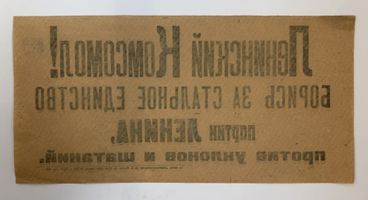 Ленинский Комсомол!
БОРИСЬ ЗА СТАЛЬНОЕ ЕДИНСТВО
ПАРТИИ ЛЕНИНА,
против уклонов и шатаний.